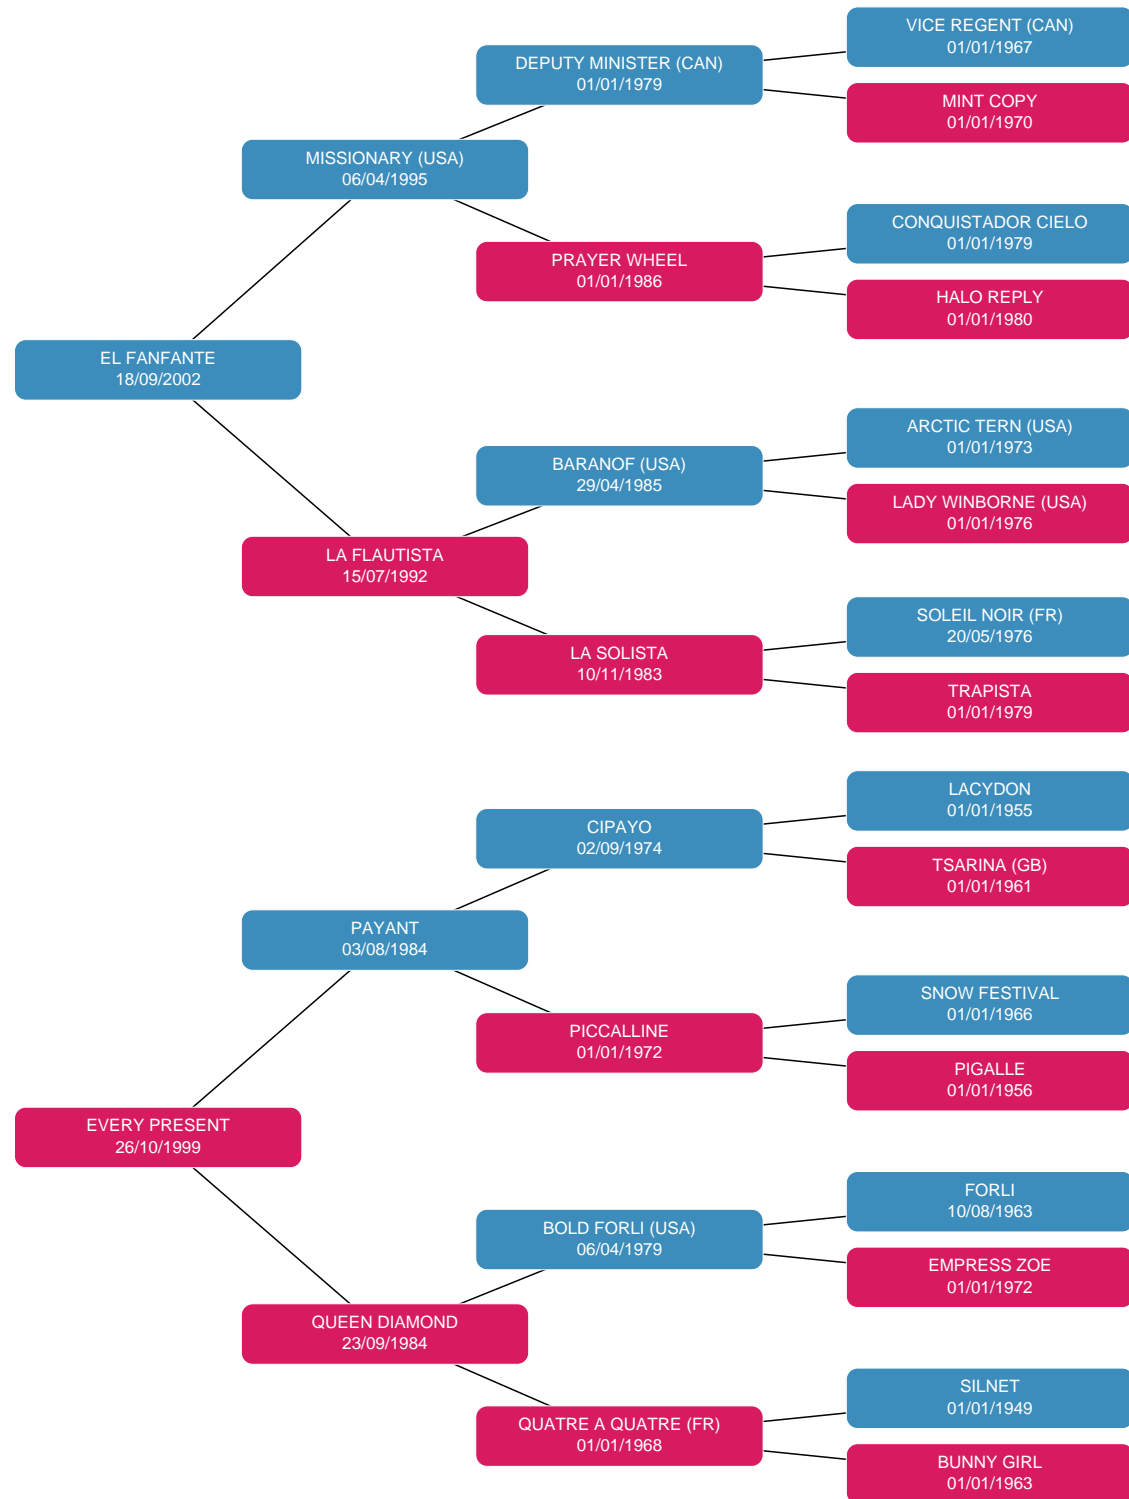 VICE REGENT (CAN)
01/01/1967
DEPUTY MINISTER (CAN)
01/01/1979
MINT COPY
01/01/1970
MISSIONARY (USA)
06/04/1995
CONQUISTADOR CIELO
01/01/1979
PRAYER WHEEL
01/01/1986
HALO REPLY
01/01/1980
EL FANFANTE
18/09/2002
ARCTIC TERN (USA)
01/01/1973
BARANOF (USA)
29/04/1985
LADY WINBORNE (USA)
01/01/1976
LA FLAUTISTA
15/07/1992
SOLEIL NOIR (FR)
20/05/1976
LA SOLISTA
10/11/1983
TRAPISTA
01/01/1979
LACYDON
01/01/1955
CIPAYO
02/09/1974
TSARINA (GB)
01/01/1961
PAYANT
03/08/1984
SNOW FESTIVAL
01/01/1966
PICCALLINE
01/01/1972
PIGALLE
01/01/1956
EVERY PRESENT
26/10/1999
FORLI
10/08/1963
BOLD FORLI (USA)
06/04/1979
EMPRESS ZOE
01/01/1972
QUEEN DIAMOND
23/09/1984
SILNET
01/01/1949
QUATRE A QUATRE (FR)
01/01/1968
BUNNY GIRL
01/01/1963